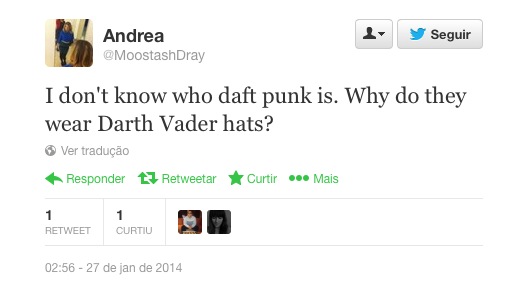 Andrea
@MoostashDray
Seguir
I don't know who daft punk is. Why do they
wear Darth Vader hats?
Ver tradução
Responder Retweetar Curtir Mais
1 1
RETWEET CURTIU
02:56 - 27 de jan de 2014